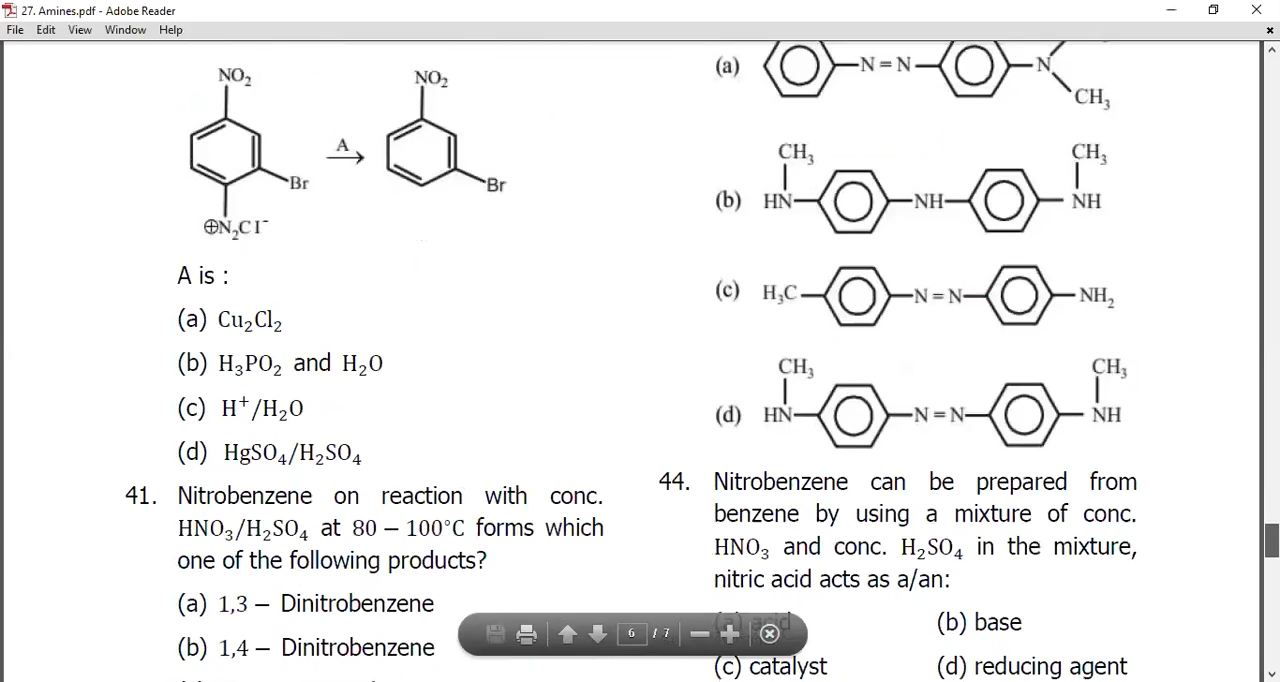 27. Amines.pdf - Adobe Reader
File Edit View Window Help
NO₂
NO₂
A
Br
Br
⊕N₂Cl⁻
A is :
(a) Cu₂Cl₂
(b) H₃PO₂ and H₂O
(c) H⁺/H₂O
(d) HgSO₄/H₂SO₄
41. Nitrobenzene on reaction with conc.
HNO₃/H₂SO₄ at 80 − 100°C forms which
one of the following products?
(a) 1,3 − Dinitrobenzene
(b) 1,4 − Dinitrobenzene
(a) N=N N
CH₃
CH₃ CH₃
(b) HN NH NH
(c) H₃C N=N NH₂
CH₃ CH₃
(d) HN N=N NH
44. Nitrobenzene can be prepared from
benzene by using a mixture of conc.
HNO₃ and conc. H₂SO₄ in the mixture,
nitric acid acts as a/an:
(a) acid (b) base
(c) catalyst (d) reducing agent
6 / 7